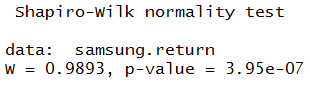 Shapiro-Wilk normality test
data:  samsung.return
W = 0.9893, p-value = 3.95e-07